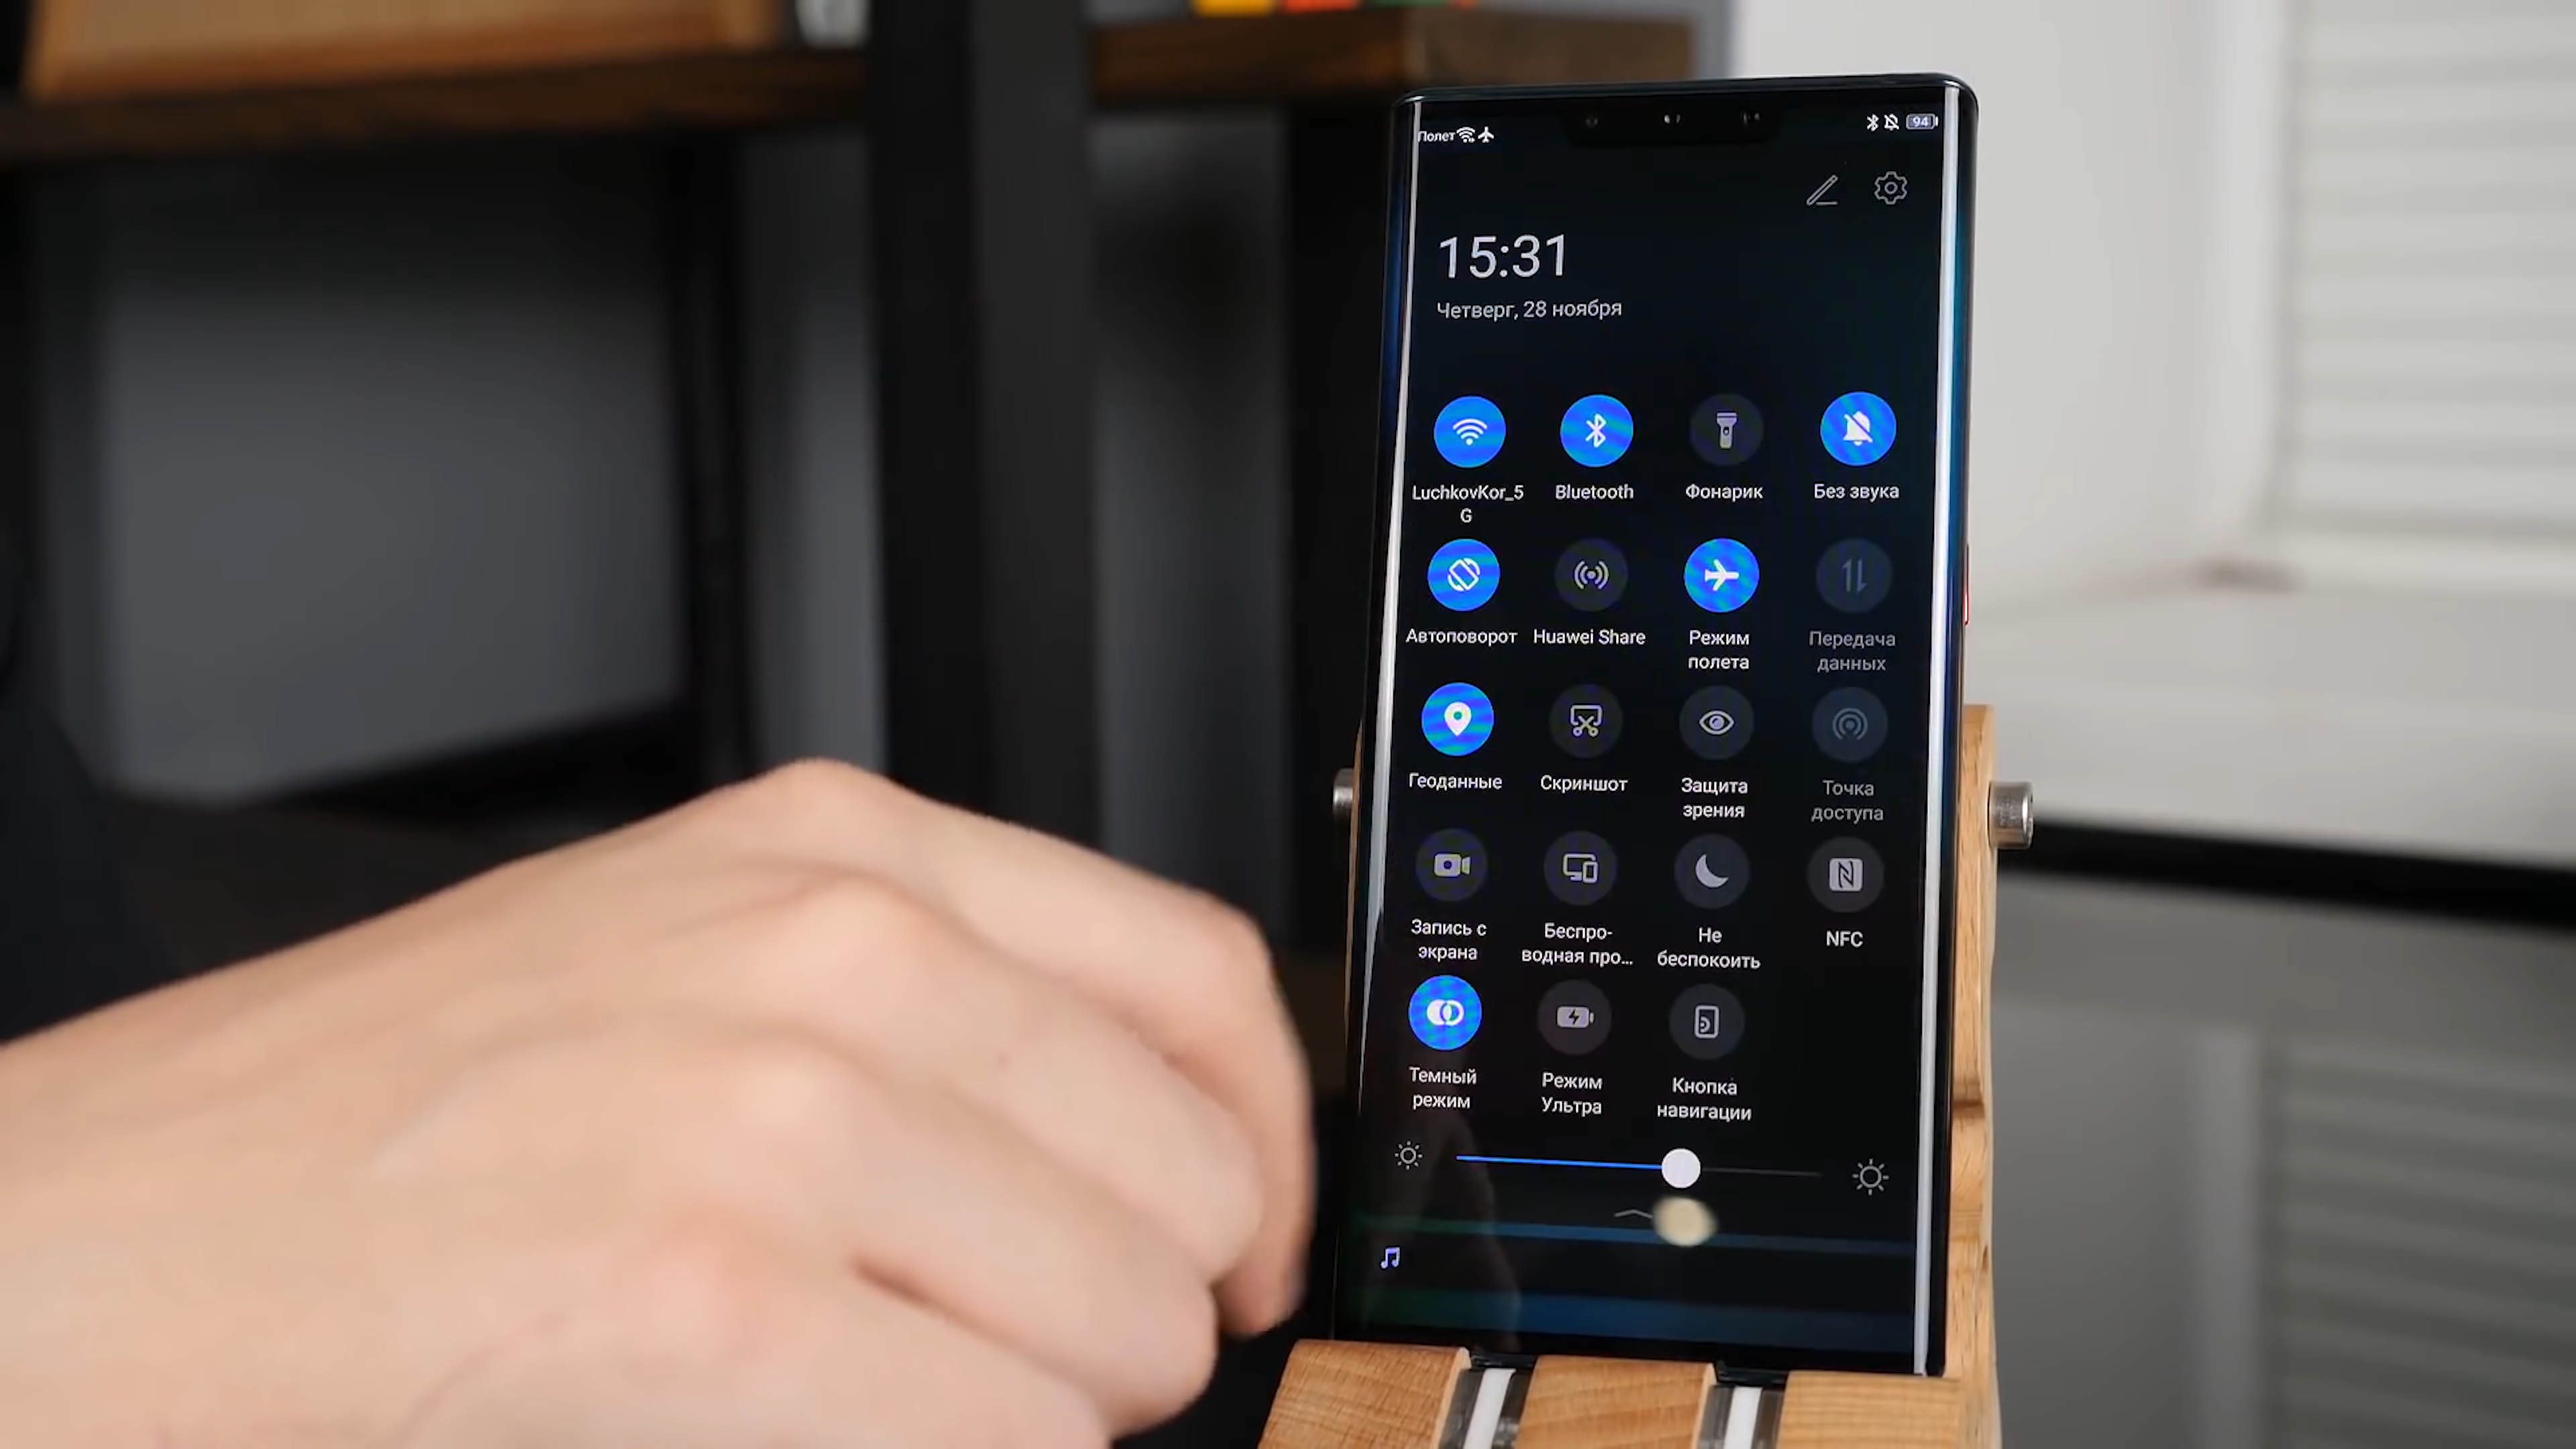 Полет
94
15:31
Четверг, 28 ноября
LuchkovKor_5
G
Bluetooth
Фонарик
Без звука
Автоповорот
Huawei Share
Режим
полета
Передача
данных
Геоданные
Скриншот
Защита
зрения
Точка
доступа
Запись с
экрана
Беспро-
водная про...
Не
беспокоить
NFC
Темный
режим
Режим
Ультра
Кнопка
навигации